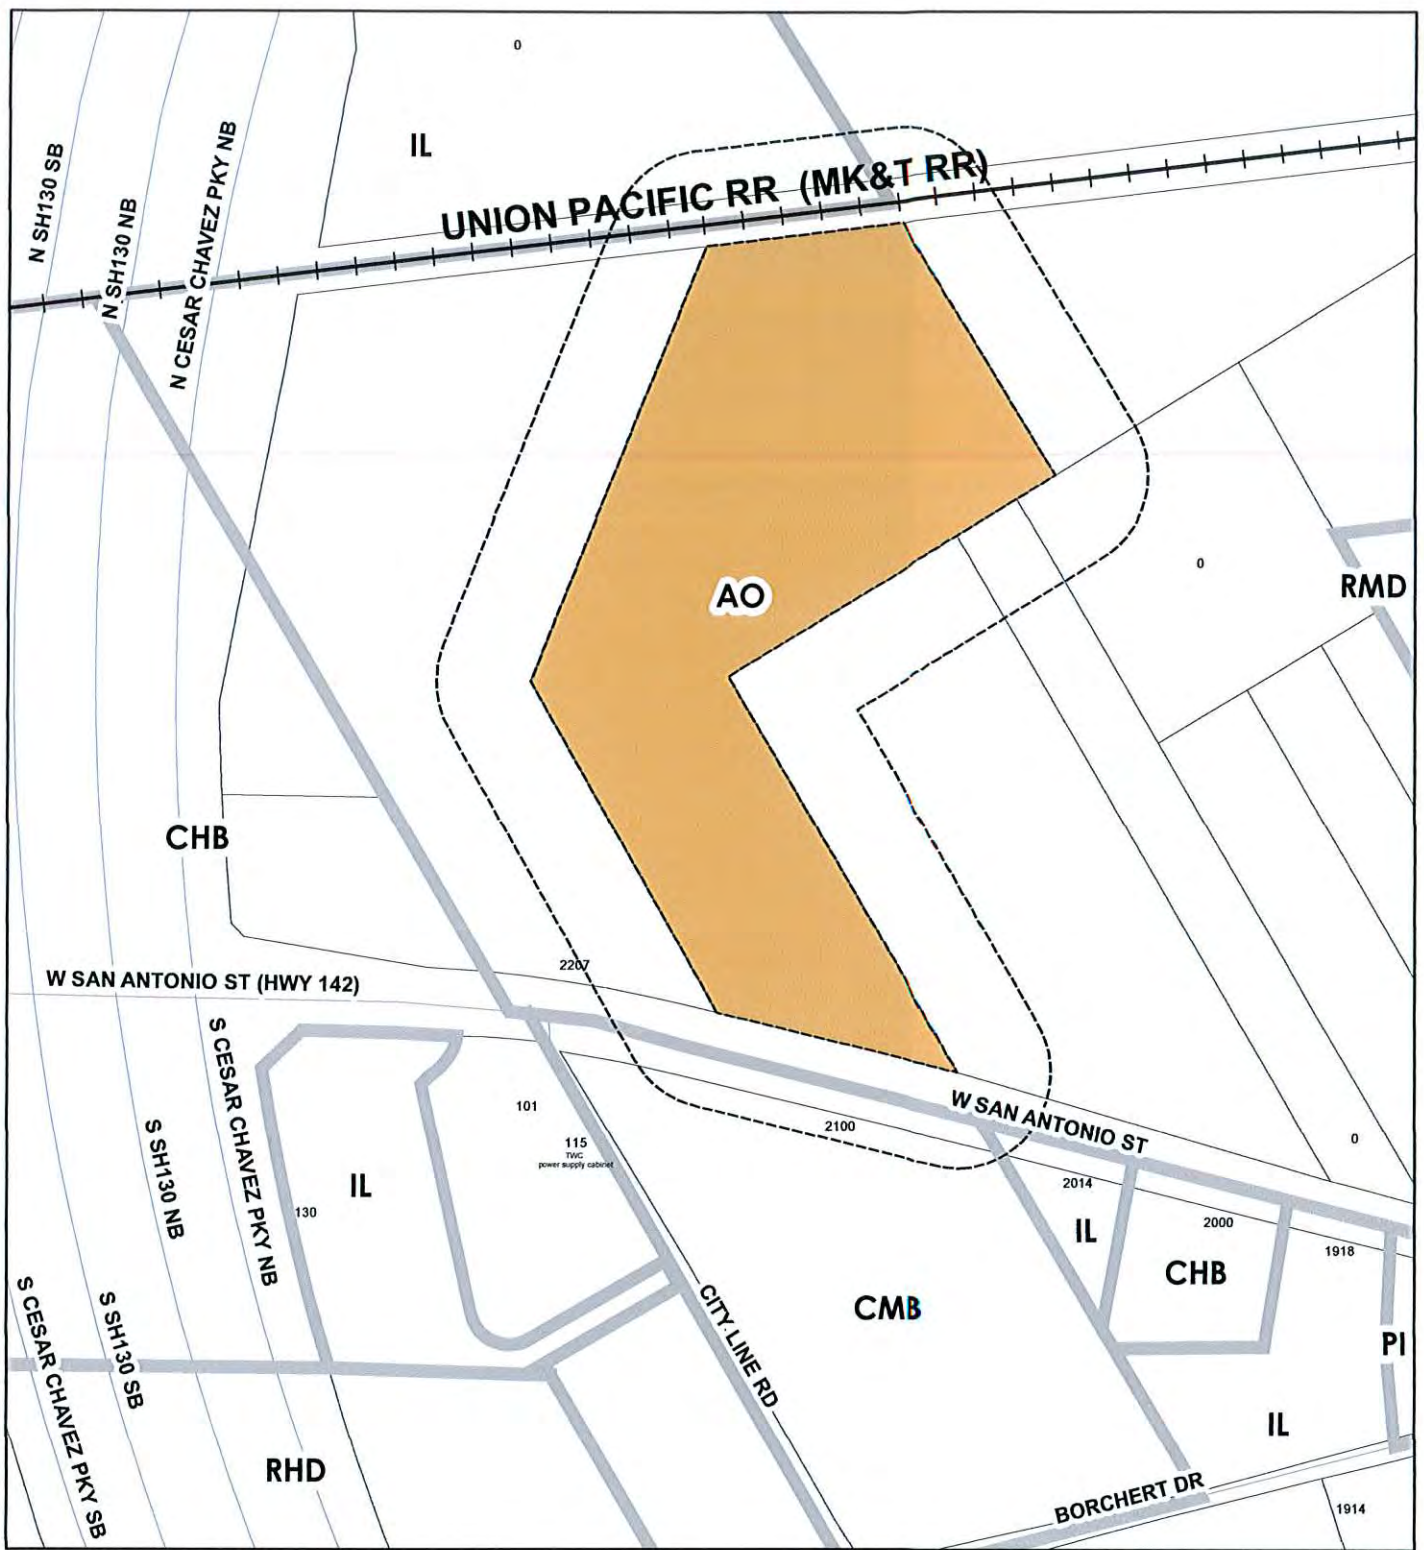 0
IL
N SH130 SB
N SH130 NB
N CESAR CHAVEZ PKY NB
UNION PACIFIC RR (MK&T RR)
0
RMD
AO
CHB
W SAN ANTONIO ST (HWY 142)
2207
S CESAR CHAVEZ PKY NB
S SH130 NB
101
115
TWC
power supply cabinet
2100
W SAN ANTONIO ST
0
IL
130
2014
IL
2000
1918
CHB
CMB
PI
S CESAR CHAVEZ PKY SB
S SH130 SB
CITY LINE RD
IL
RHD
BORCHERT DR
1914